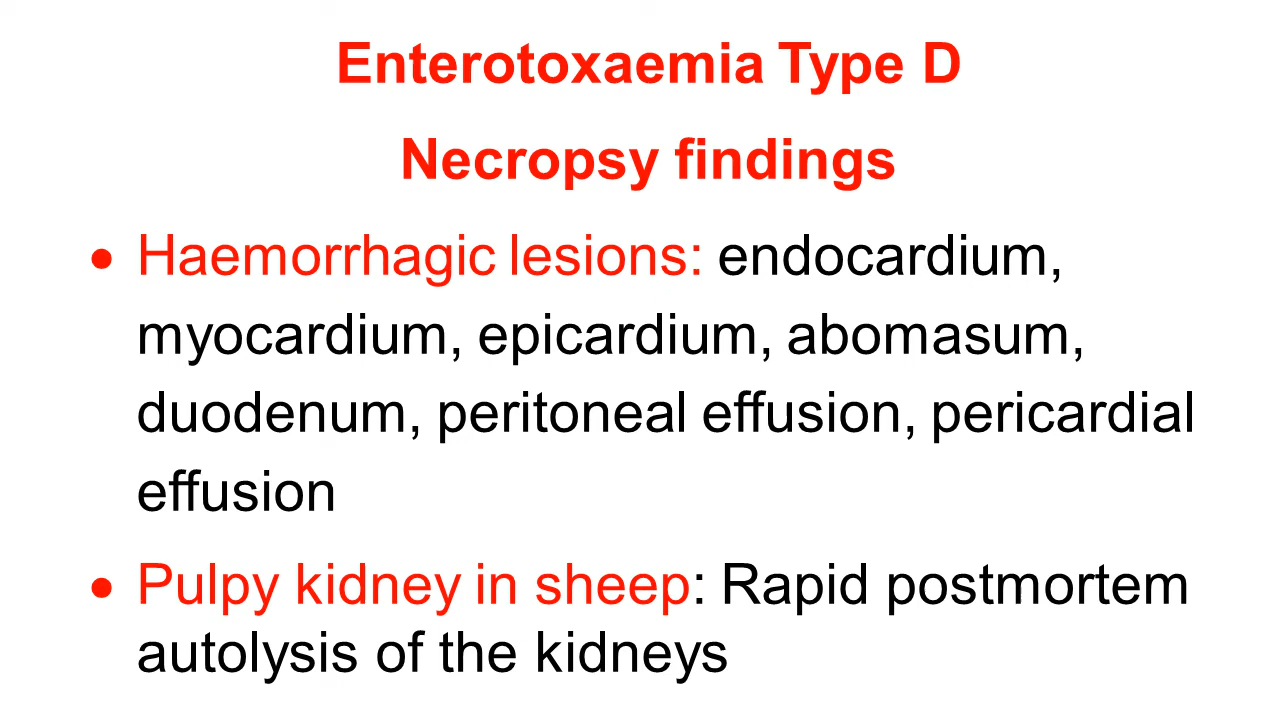 Enterotoxaemia Type D
Necropsy findings
• Haemorrhagic lesions: endocardium,
myocardium, epicardium, abomasum,
duodenum, peritoneal effusion, pericardial
effusion
• Pulpy kidney in sheep: Rapid postmortem
autolysis of the kidneys